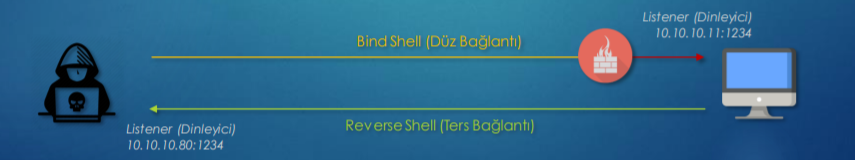 Listener (Dinleyici)
10.10.10.11:1234
Bind Shell (Düz Bağlantı)
Reverse Shell (Ters Bağlantı)
Listener (Dinleyici)
10.10.10.80:1234